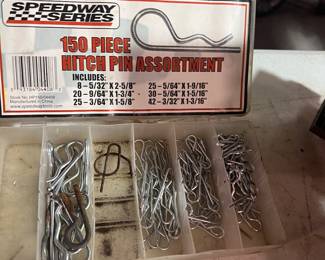 SPEEDWAY
SERIES
150 PIECE
HITCH PIN ASSORTMENT
INCLUDES:
8 – 5/32" X 2-5/8" 25 – 5/64" X 1-9/16"
20 – 9/64" X 1-3/4" 30 – 5/64" X 1-5/16"
25 – 3/64" X 1-5/8" 42 – 3/32" X 1-3/16"
Manufactured in China